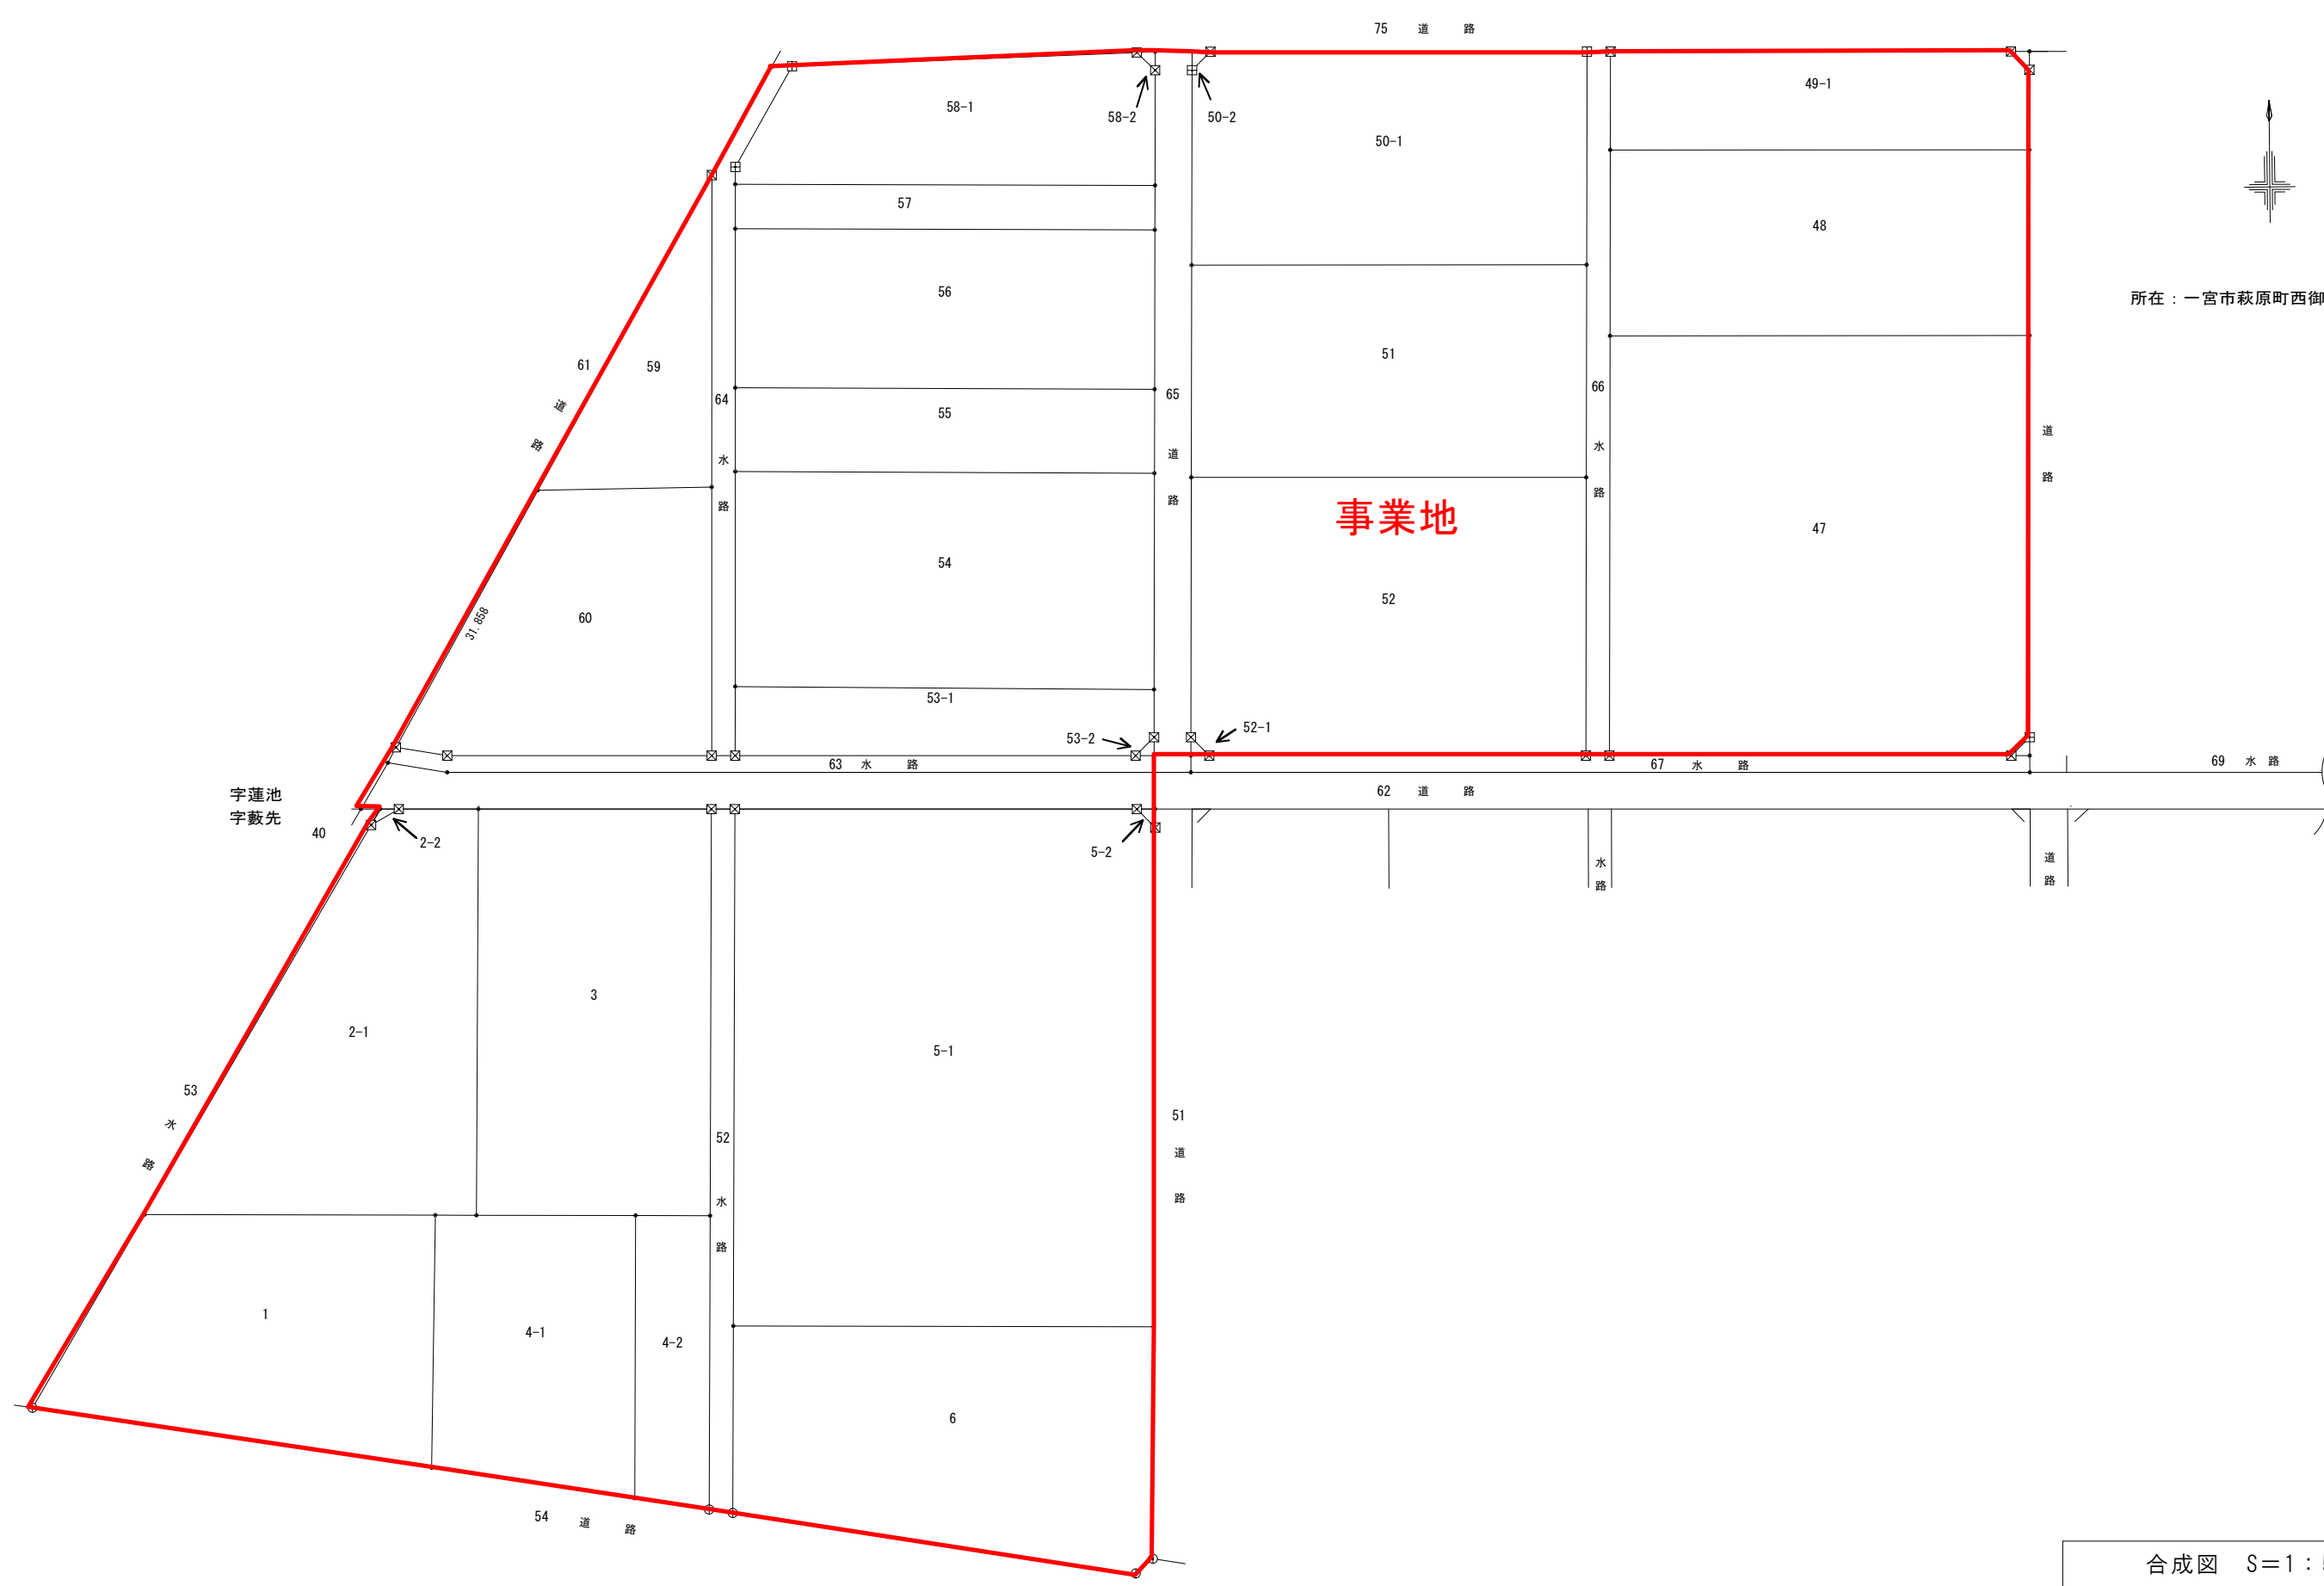 75 道 路
49-1
58-1
58-2
50-2
50-1
57
48
56
所在：一宮市萩原町西御
51
61
59
66
65
64
道
55
道
路
水
道
水
路
路
路
路
事業地
47
54
52
60
31.858
53-1
52-1
53-2
69 水 路
63 水 路
67 水 路
62 道 路
字蓮池
字藪先
40
2-2
5-2
水
路
道
路
3
2-1
5-1
53
水
路
51
道
路
52
水
路
1
4-1
4-2
6
54 道 路
合成図 S＝1：